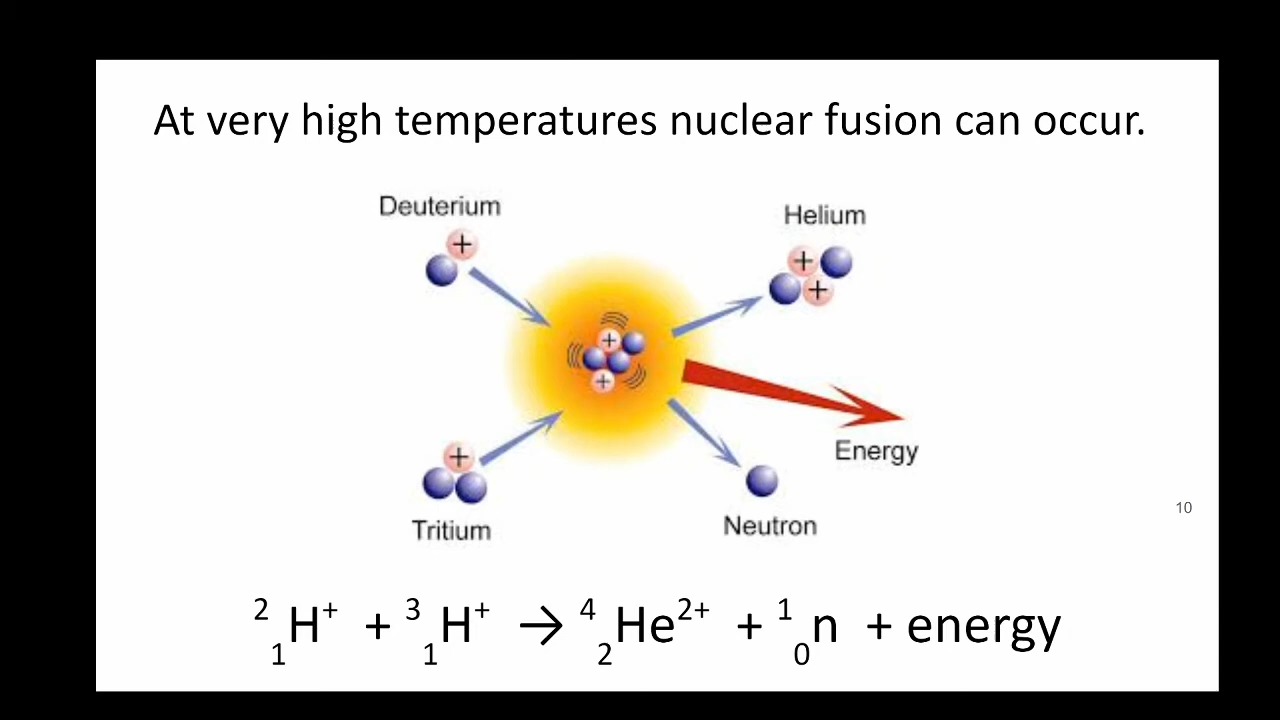 At very high temperatures nuclear fusion can occur.
Deuterium
Helium
+
+
+
+
+
+
Energy
10
Tritium
Neutron
²₁H⁺ + ³₁H⁺ → ⁴₂He²⁺ + ¹₀n + energy